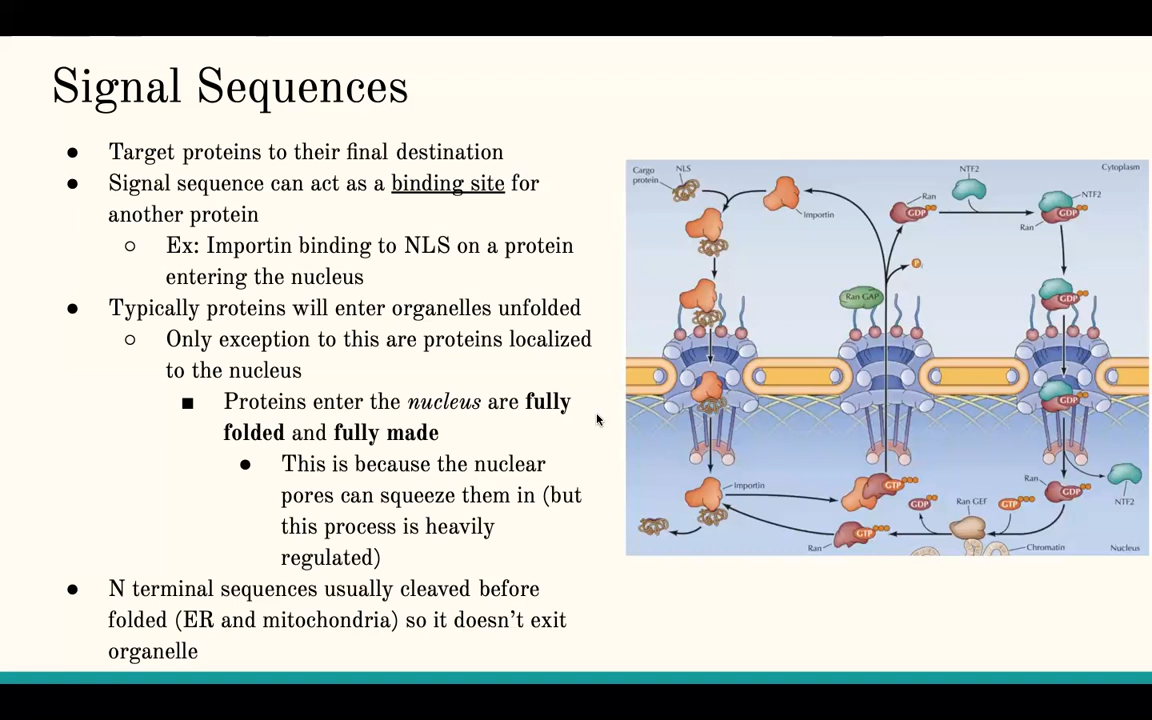 Signal Sequences
● Target proteins to their final destination
● Signal sequence can act as a binding site for
another protein
○ Ex: Importin binding to NLS on a protein
entering the nucleus
● Typically proteins will enter organelles unfolded
○ Only exception to this are proteins localized
to the nucleus
■ Proteins enter the nucleus are fully
folded and fully made
● This is because the nuclear
pores can squeeze them in (but
this process is heavily
regulated)
● N terminal sequences usually cleaved before
folded (ER and mitochondria) so it doesn't exit
organelle
Cargo
protein
NLS
Importin
Ran
GDP
NTF2
Cytoplasm
NTF2
GDP
Ran
P
Ran GAP
GDP
GDP
Importin
GTP
GDP
Ran GEF
GTP
Ran
GDP
NTF2
Ran
GTP
Chromatin
Nucleus